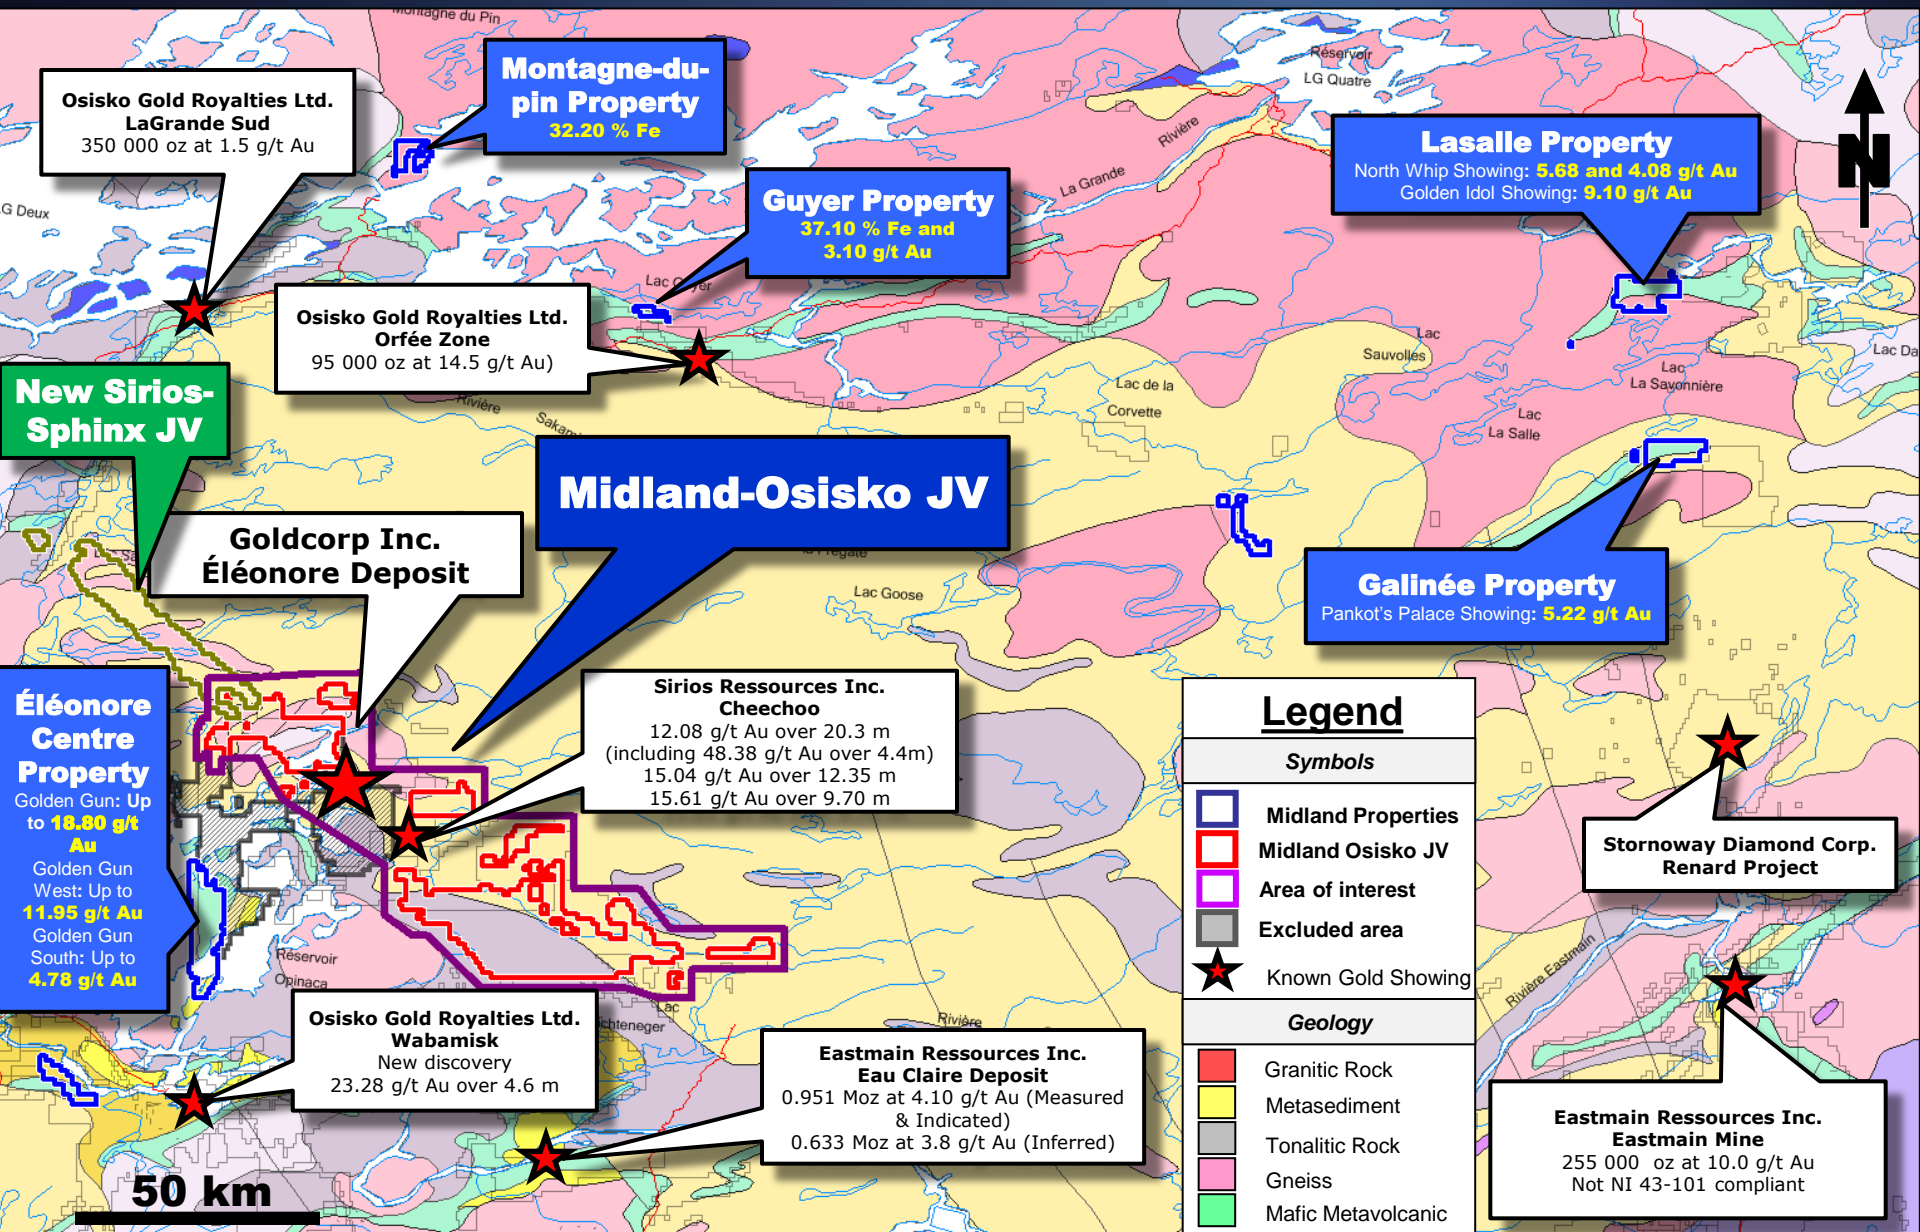 Montagne du Pin
Osisko Gold Royalties Ltd.
LaGrande Sud
350 000 oz at 1.5 g/t Au
Montagne-du-
pin Property
32.20 % Fe
Réservoir
LG Quatre
Rivière
La Grande
Lasalle Property
North Whip Showing: 5.68 and 4.08 g/t Au
Golden Idol Showing: 9.10 g/t Au
N
G Deux
Guyer Property
37.10 % Fe and
3.10 g/t Au
Lac Guyer
Osisko Gold Royalties Ltd.
Orfée Zone
95 000 oz at 14.5 g/t Au)
New Sirios-
Sphinx JV
Rivière
Lac
Sauvolles
Lac de la
Corvette
Lac
La Savonnière
Lac Da
Lac
La Salle
Midland-Osisko JV
Goldcorp Inc.
Éléonore Deposit
Lac Goose
Galinée Property
Pankot's Palace Showing: 5.22 g/t Au
Éléonore
Centre
Property
Golden Gun: Up
to 18.80 g/t
Au
Golden Gun
West: Up to
11.95 g/t Au
Golden Gun
South: Up to
4.78 g/t Au
Sirios Ressources Inc.
Cheechoo
12.08 g/t Au over 20.3 m
(including 48.38 g/t Au over 4.4m)
15.04 g/t Au over 12.35 m
15.61 g/t Au over 9.70 m
Legend
Symbols
Midland Properties
Midland Osisko JV
Area of interest
Excluded area
Known Gold Showing
Geology
Granitic Rock
Metasediment
Tonalitic Rock
Gneiss
Mafic Metavolcanic
Stornoway Diamond Corp.
Renard Project
Rivière Eastmain
Réservoir
Opinaca
Lac
Rivière
Osisko Gold Royalties Ltd.
Wabamisk
New discovery
23.28 g/t Au over 4.6 m
Eastmain Ressources Inc.
Eau Claire Deposit
0.951 Moz at 4.10 g/t Au (Measured
& Indicated)
0.633 Moz at 3.8 g/t Au (Inferred)
Eastmain Ressources Inc.
Eastmain Mine
255 000 oz at 10.0 g/t Au
Not NI 43-101 compliant
50 km